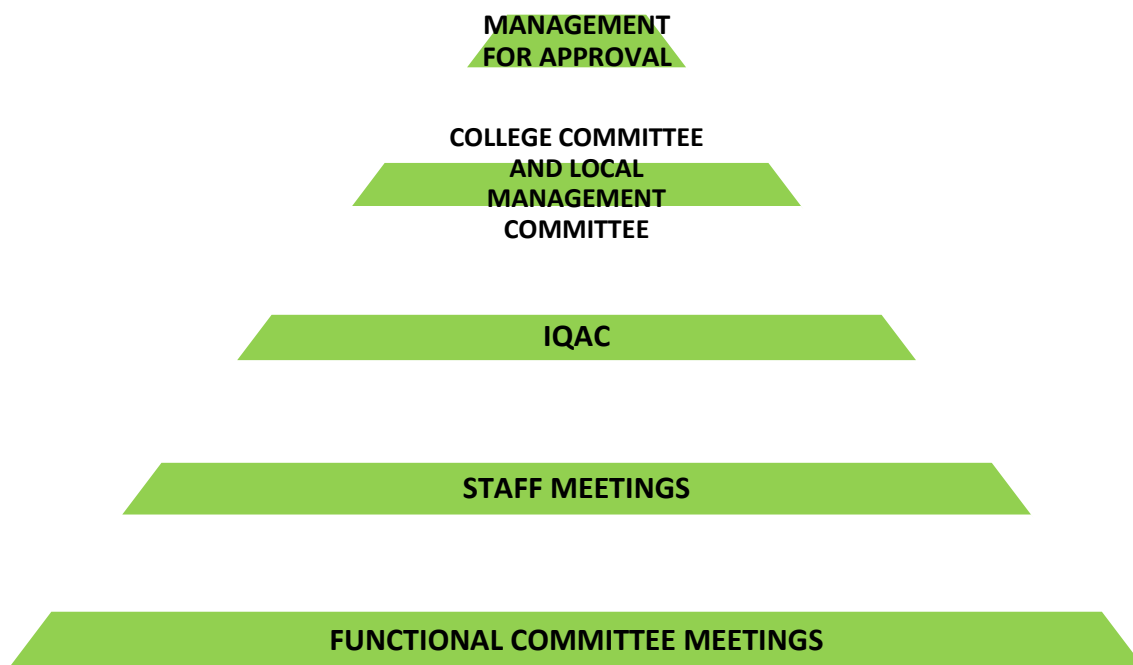 MANAGEMENT
FOR APPROVAL
COLLEGE COMMITTEE
AND LOCAL
MANAGEMENT
COMMITTEE
IQAC
STAFF MEETINGS
FUNCTIONAL COMMITTEE MEETINGS